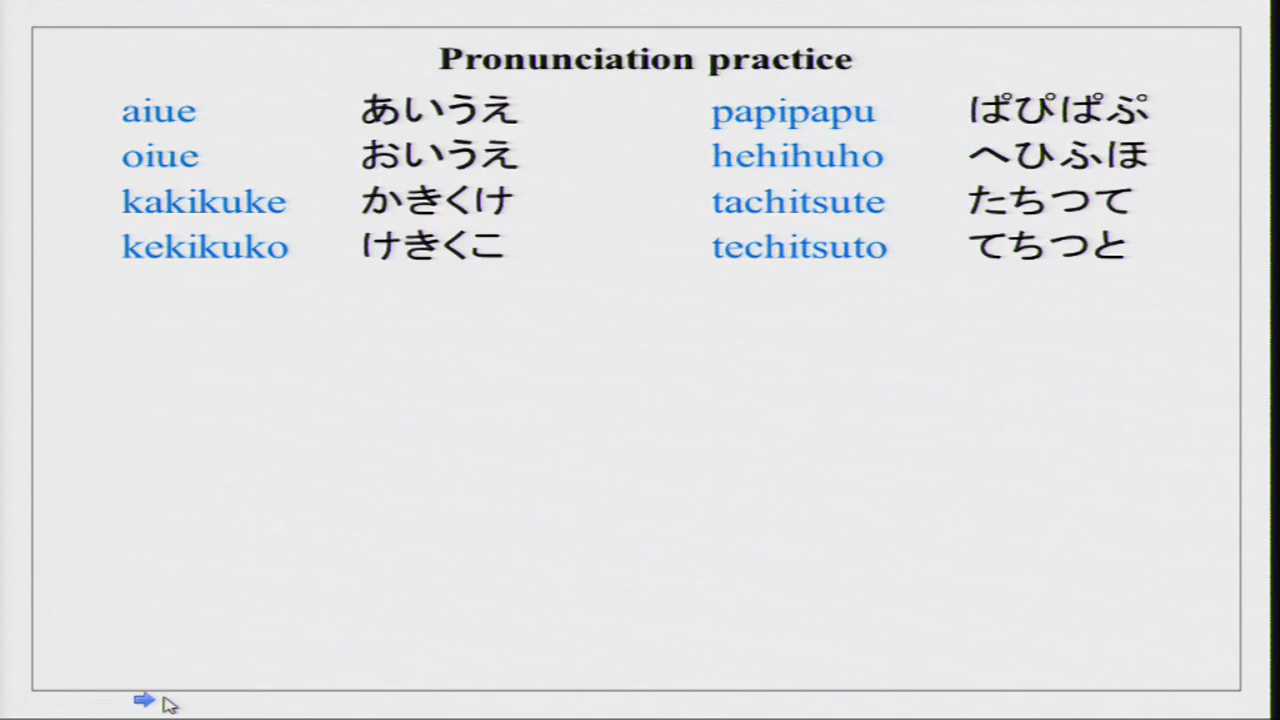 Pronunciation practice
aiue あいうえ papipapu ぱぴぱぷ
oiue おいうえ hehihuho へひふほ
kakikuke かきくけ tachitsute たちつて
kekikuko けきくこ techitsuto てちつと